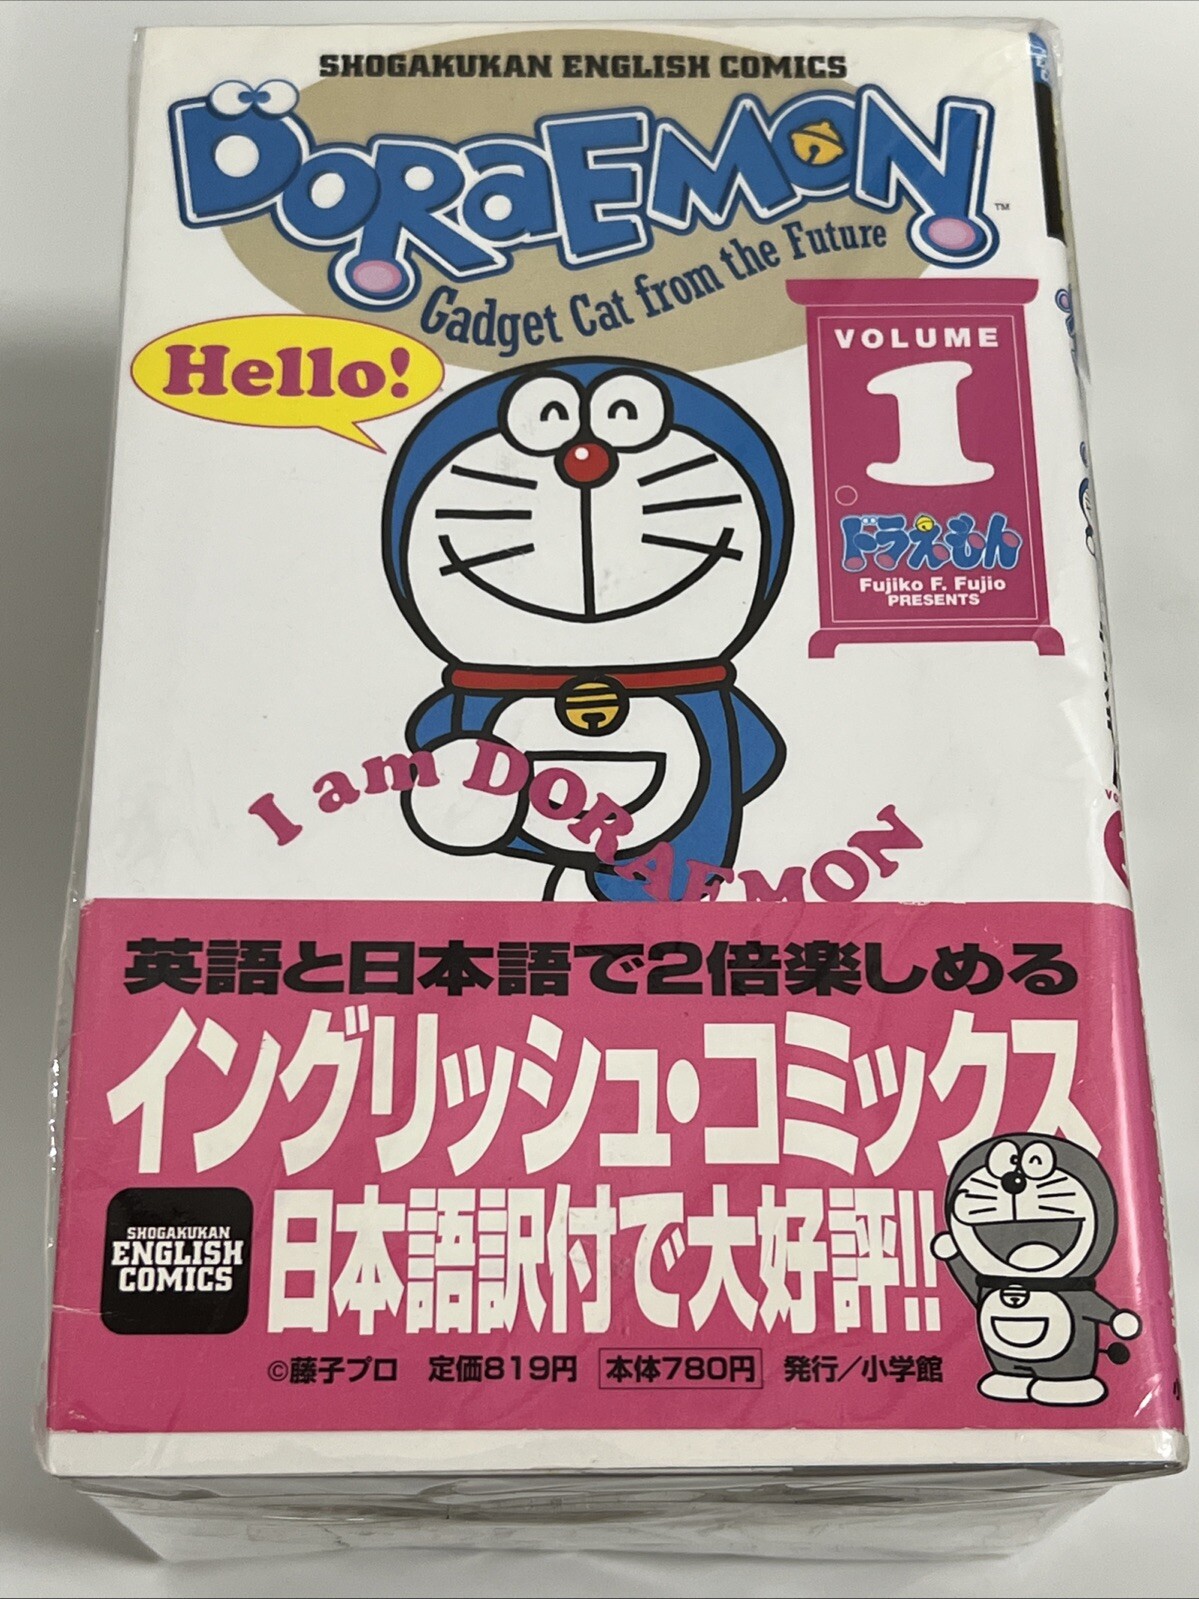 SHOGAKUKAN ENGLISH COMICS
DORAEMON
TM
Gadget Cat from the Future
Hello!
VOLUME
1
ドラえもん
Fujiko F. Fujio
PRESENTS
I am DORAEMON
英語と日本語で2倍楽しめる
イングリッシュ・コミックス
日本語訳付で大好評!!
SHOGAKUKAN
ENGLISH
COMICS
©藤子プロ 定価819円 本体780円 発行／小学館